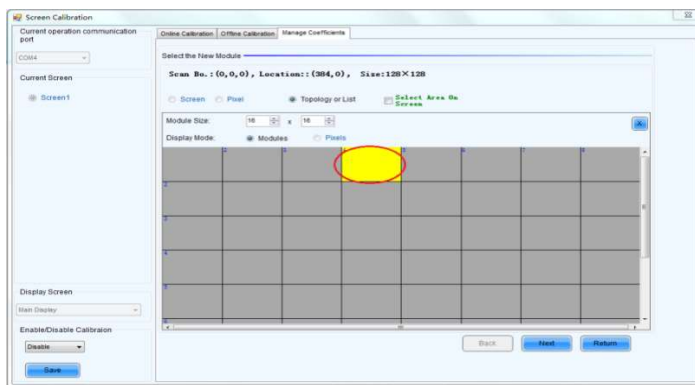 Screen Calibration
Current operation communication
port
COM4
Current Screen
Screen1
Display Screen
Main Display
Enable/Disable Calibraion
Disable
Save
Online Calibration Offline Calibration Manage Coefficients
Select the New Module
Scan Bo.:(0,0,0), Location::(384,0), Size:128×128
Screen Pixel Topology or List Select Area On
Screen
Module Size: 16 x 16
Display Mode: Modules Pixels
2 3 4 5 6 7 8
2
3
4
5
6
Back Next Return